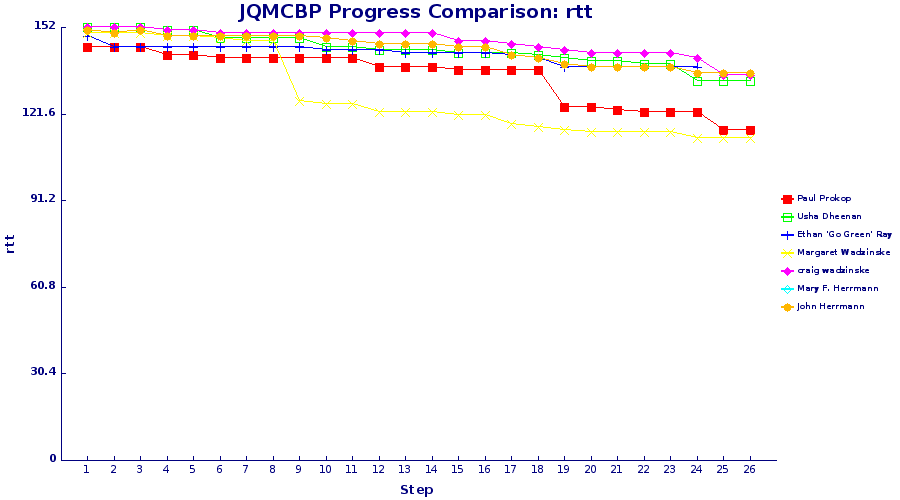 JQMCBP Progress Comparison: rtt
152
121.6
91.2
60.8
30.4
0
rtt
1 2 3 4 5 6 7 8 9 10 11 12 13 14 15 16 17 18 19 20 21 22 23 24 25 26
Step
Paul Prokop
Usha Dheenan
Ethan 'Go Green' Ray
Margaret Wadzinske
craig wadzinske
Mary F. Herrmann
John Herrmann